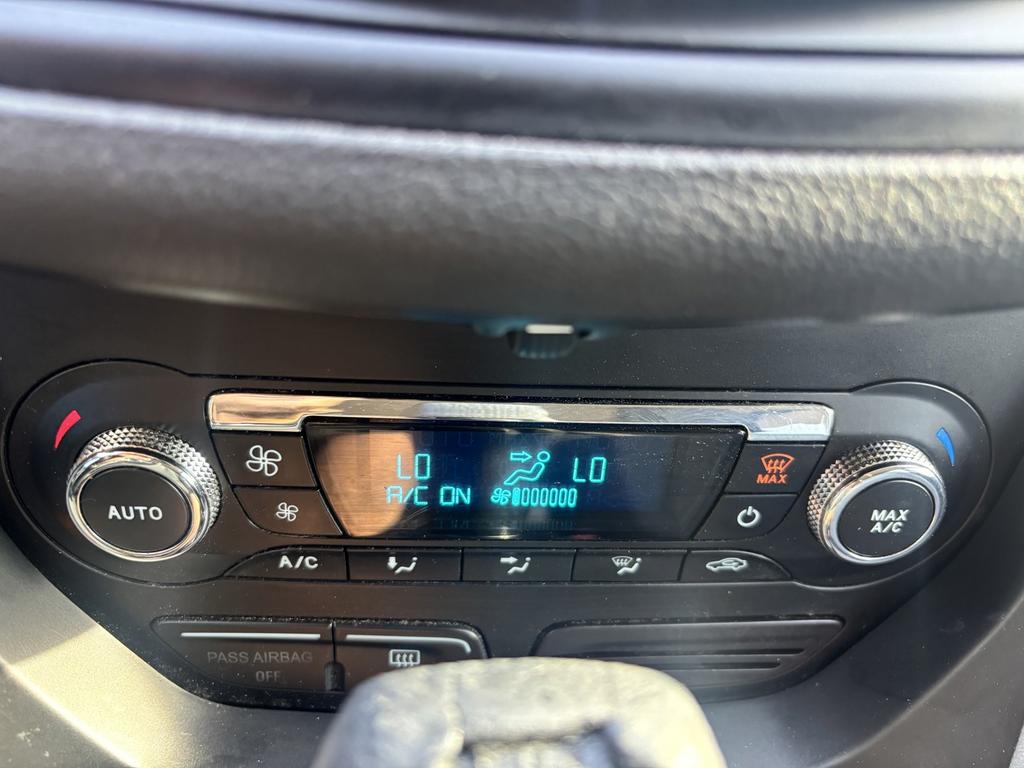 LO LO
A/C ON
MAX
AUTO
MAX
A/C
A/C
PASS AIRBAG
OFF